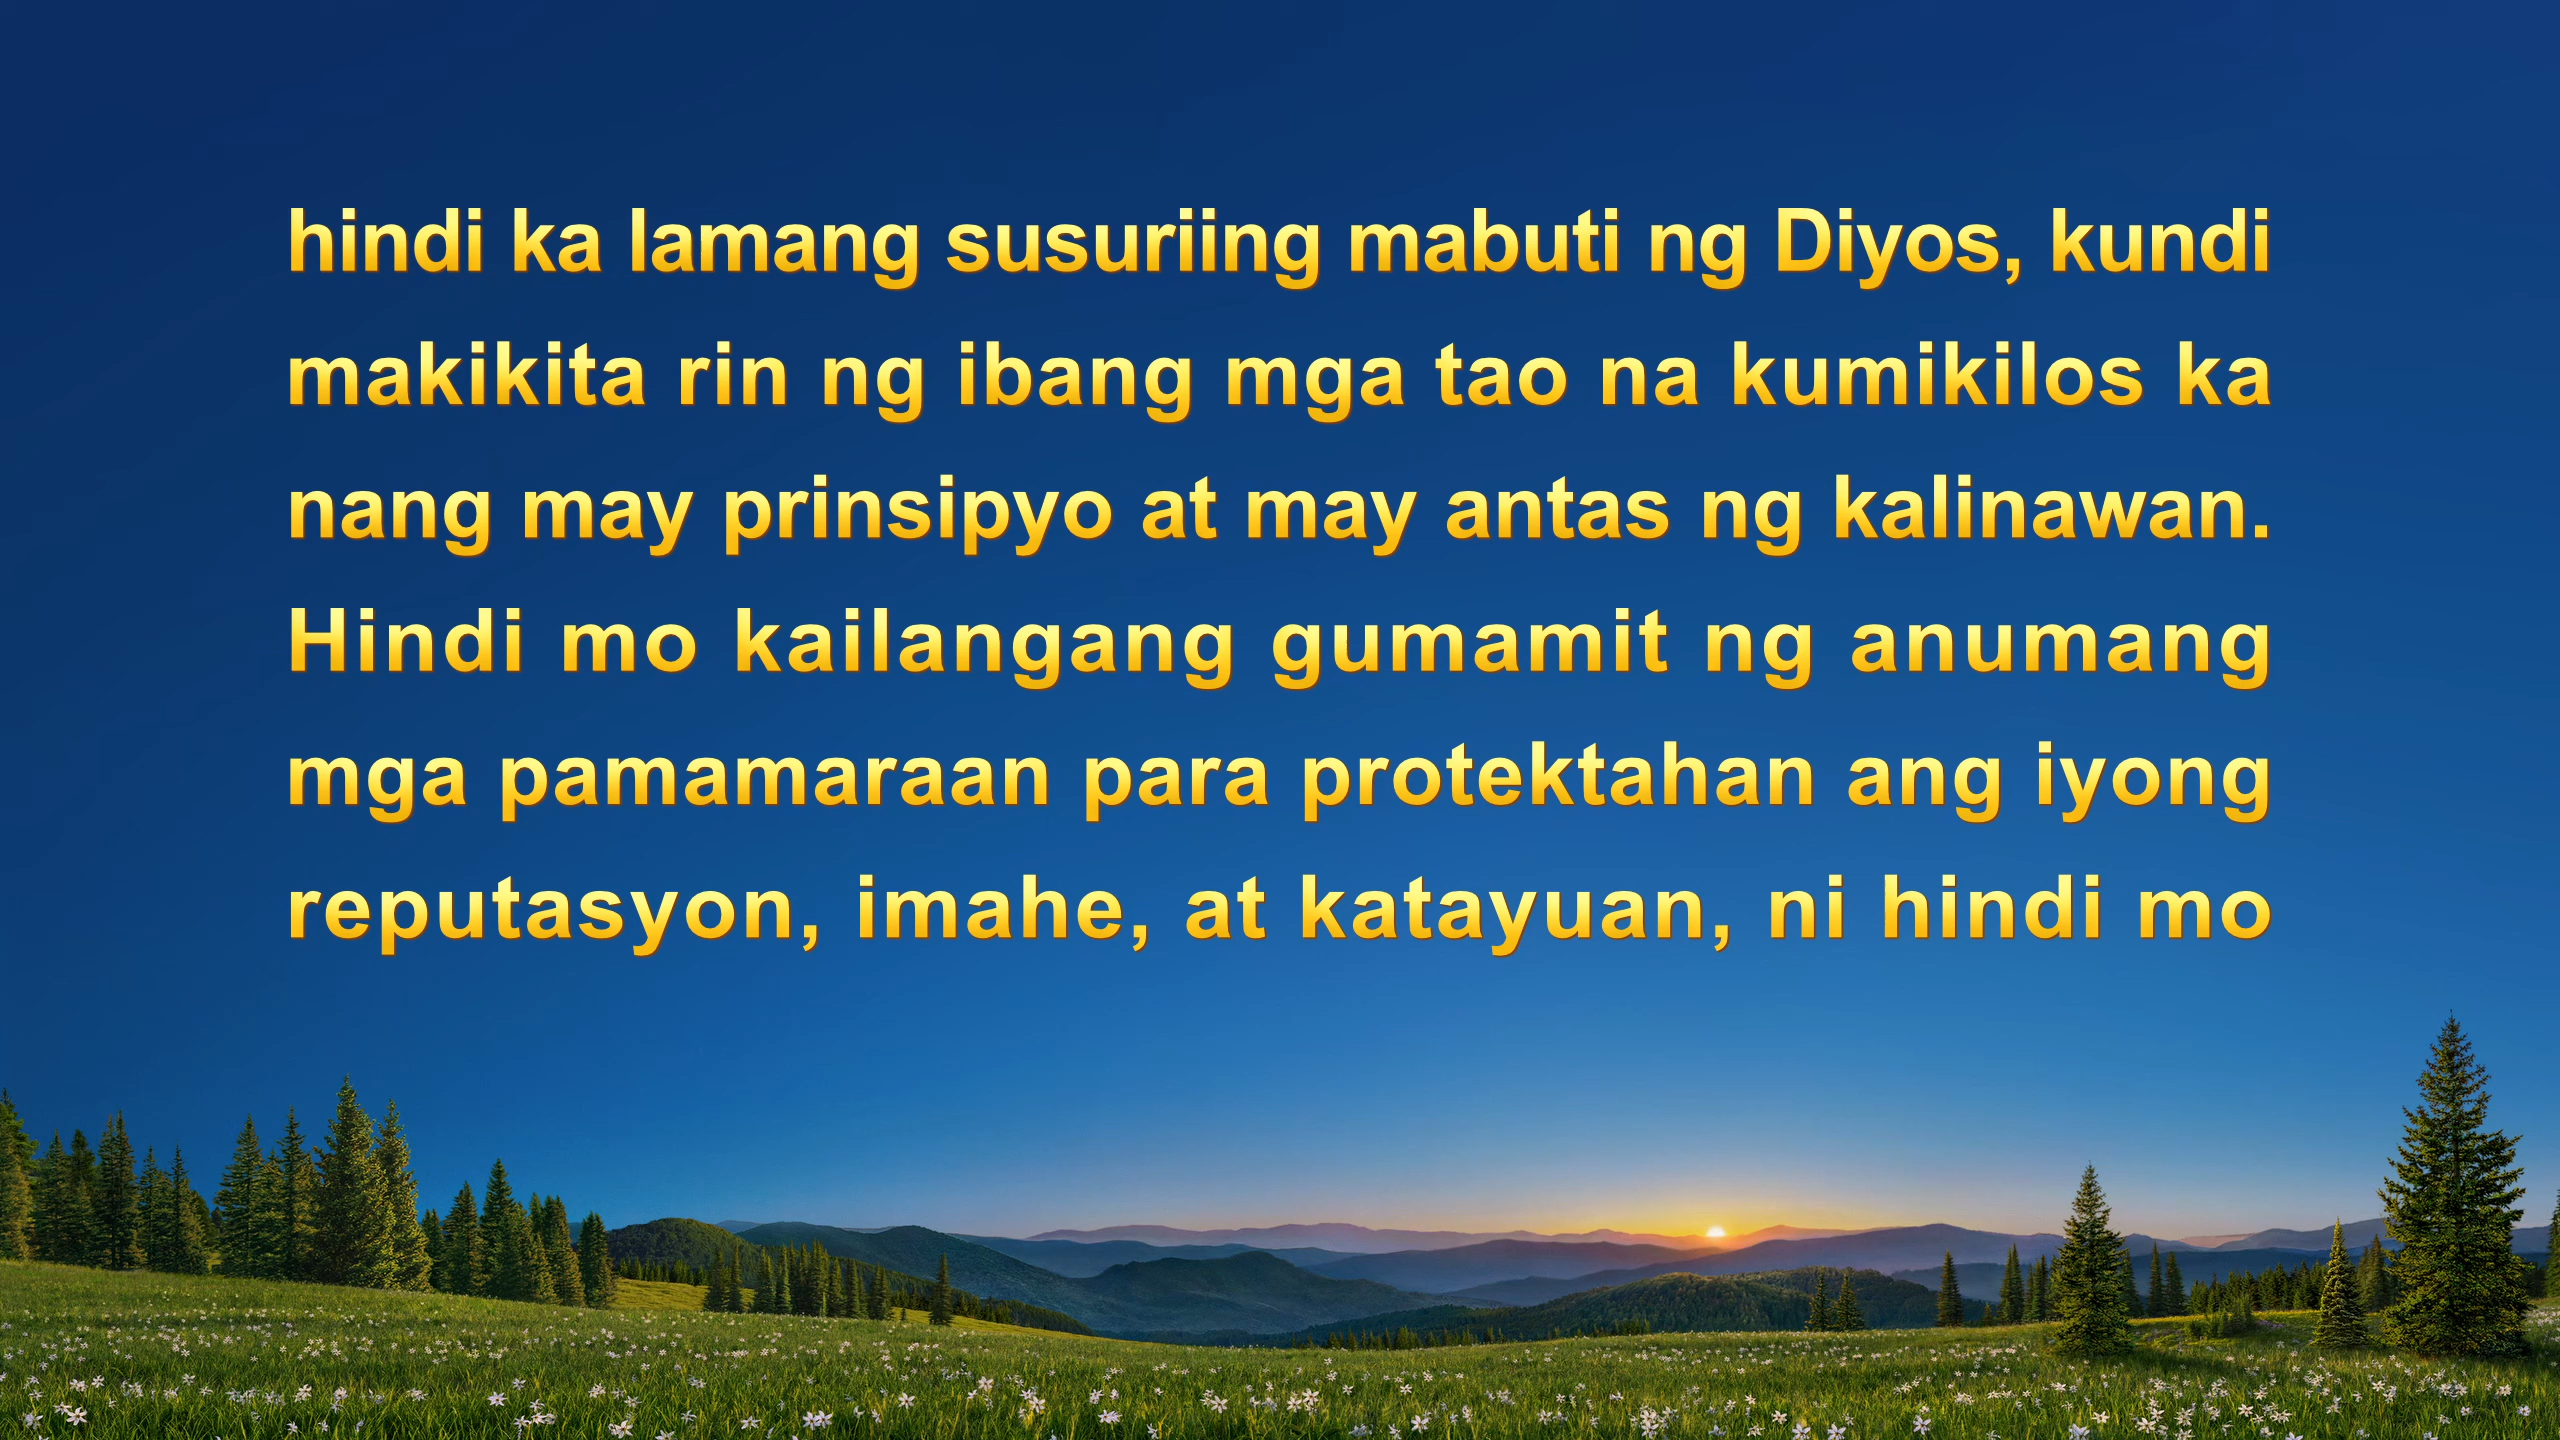 hindi ka lamang susuriing mabuti ng Diyos, kundi
makikita rin ng ibang mga tao na kumikilos ka
nang may prinsipyo at may antas ng kalinawan.
Hindi mo kailangang gumamit ng anumang
mga pamamaraan para protektahan ang iyong
reputasyon, imahe, at katayuan, ni hindi mo